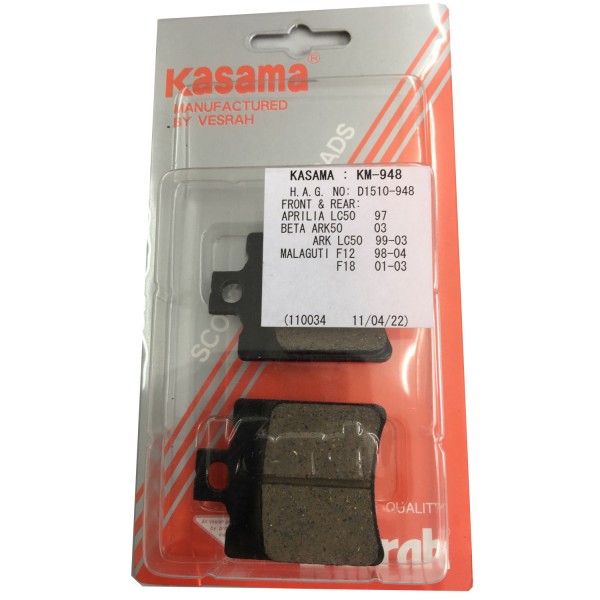 Kasama®
MANUFACTURED
BY VESRAH
KASAMA : KM-948
H.A.G. NO: D1510-948
FRONT & REAR:
APRILIA LC50 97
BETA ARK50 03
ARK LC50 99-03
MALAGUTI F12 98-04
F18 01-03
(110034 11/04/22)
QUALITY